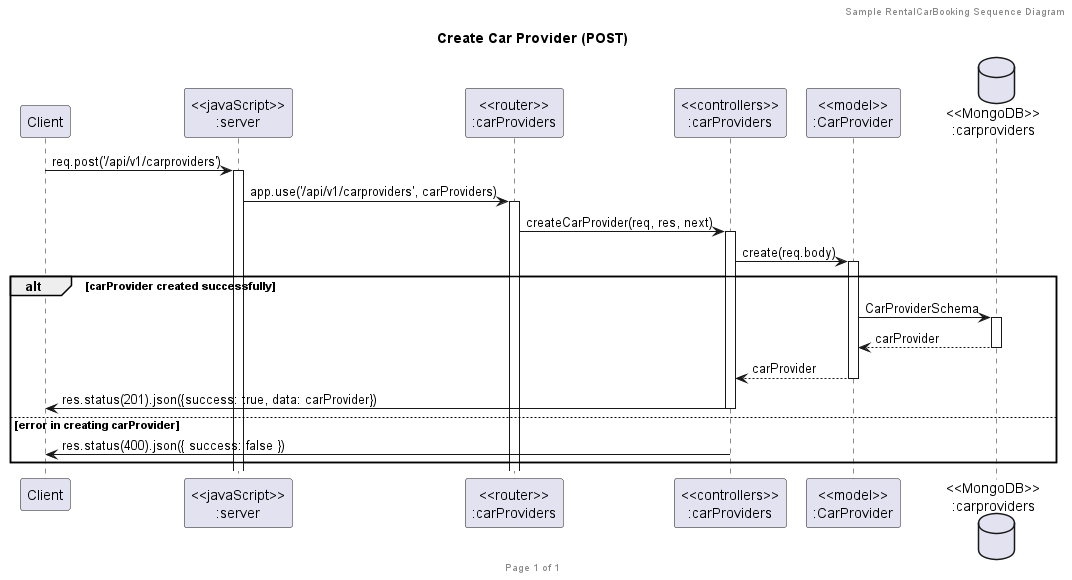 Sample RentalCarBooking Sequence Diagram
Create Car Provider (POST)
Client
<<javaScript>>
:server
<<router>>
:carProviders
<<controllers>>
:carProviders
<<model>>
:CarProvider
<<MongoDB>>
:carproviders
req.post('/api/v1/carproviders')
app.use('/api/v1/carproviders', carProviders)
createCarProvider(req, res, next)
create(req.body)
alt [carProvider created successfully]
CarProviderSchema
carProvider
carProvider
res.status(201).json({success: true, data: carProvider})
[error in creating carProvider]
res.status(400).json({ success: false })
Client
<<javaScript>>
:server
<<router>>
:carProviders
<<controllers>>
:carProviders
<<model>>
:CarProvider
<<MongoDB>>
:carproviders
Page 1 of 1